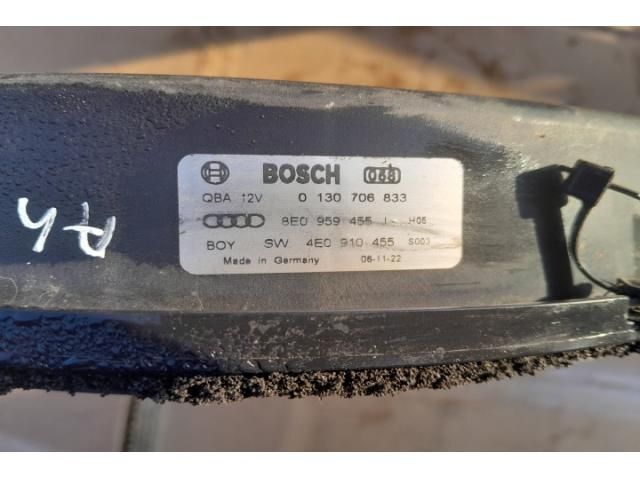 BOSCH 068
QBA 12V 0 130 706 833
8E0 959 455 J H05
BOY SW. 4E0 910 455 S003
Made in Germany 06-11-22